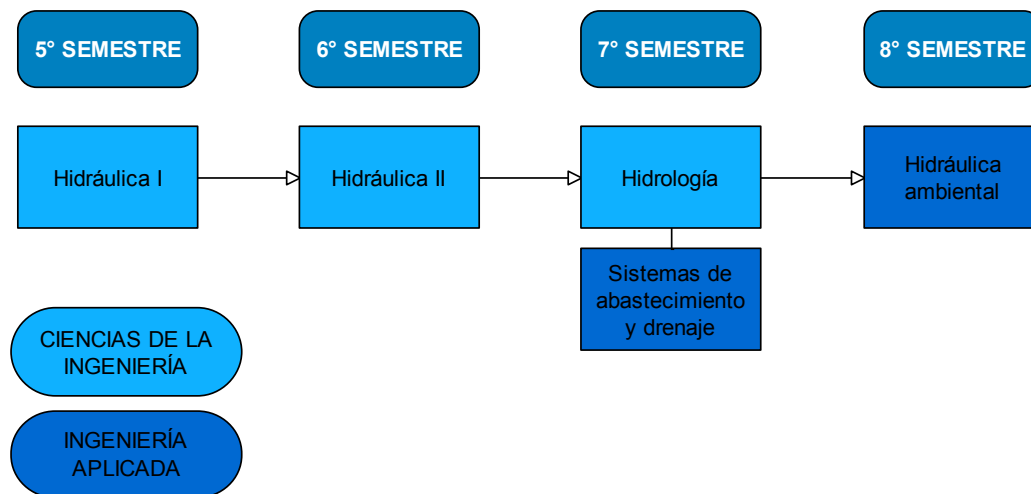 5° SEMESTRE
6° SEMESTRE
7° SEMESTRE
8° SEMESTRE
Hidráulica I
Hidráulica II
Hidrología
Hidráulica
ambiental
Sistemas de
abastecimiento
y drenaje
CIENCIAS DE LA
INGENIERÍA
INGENIERÍA
APLICADA